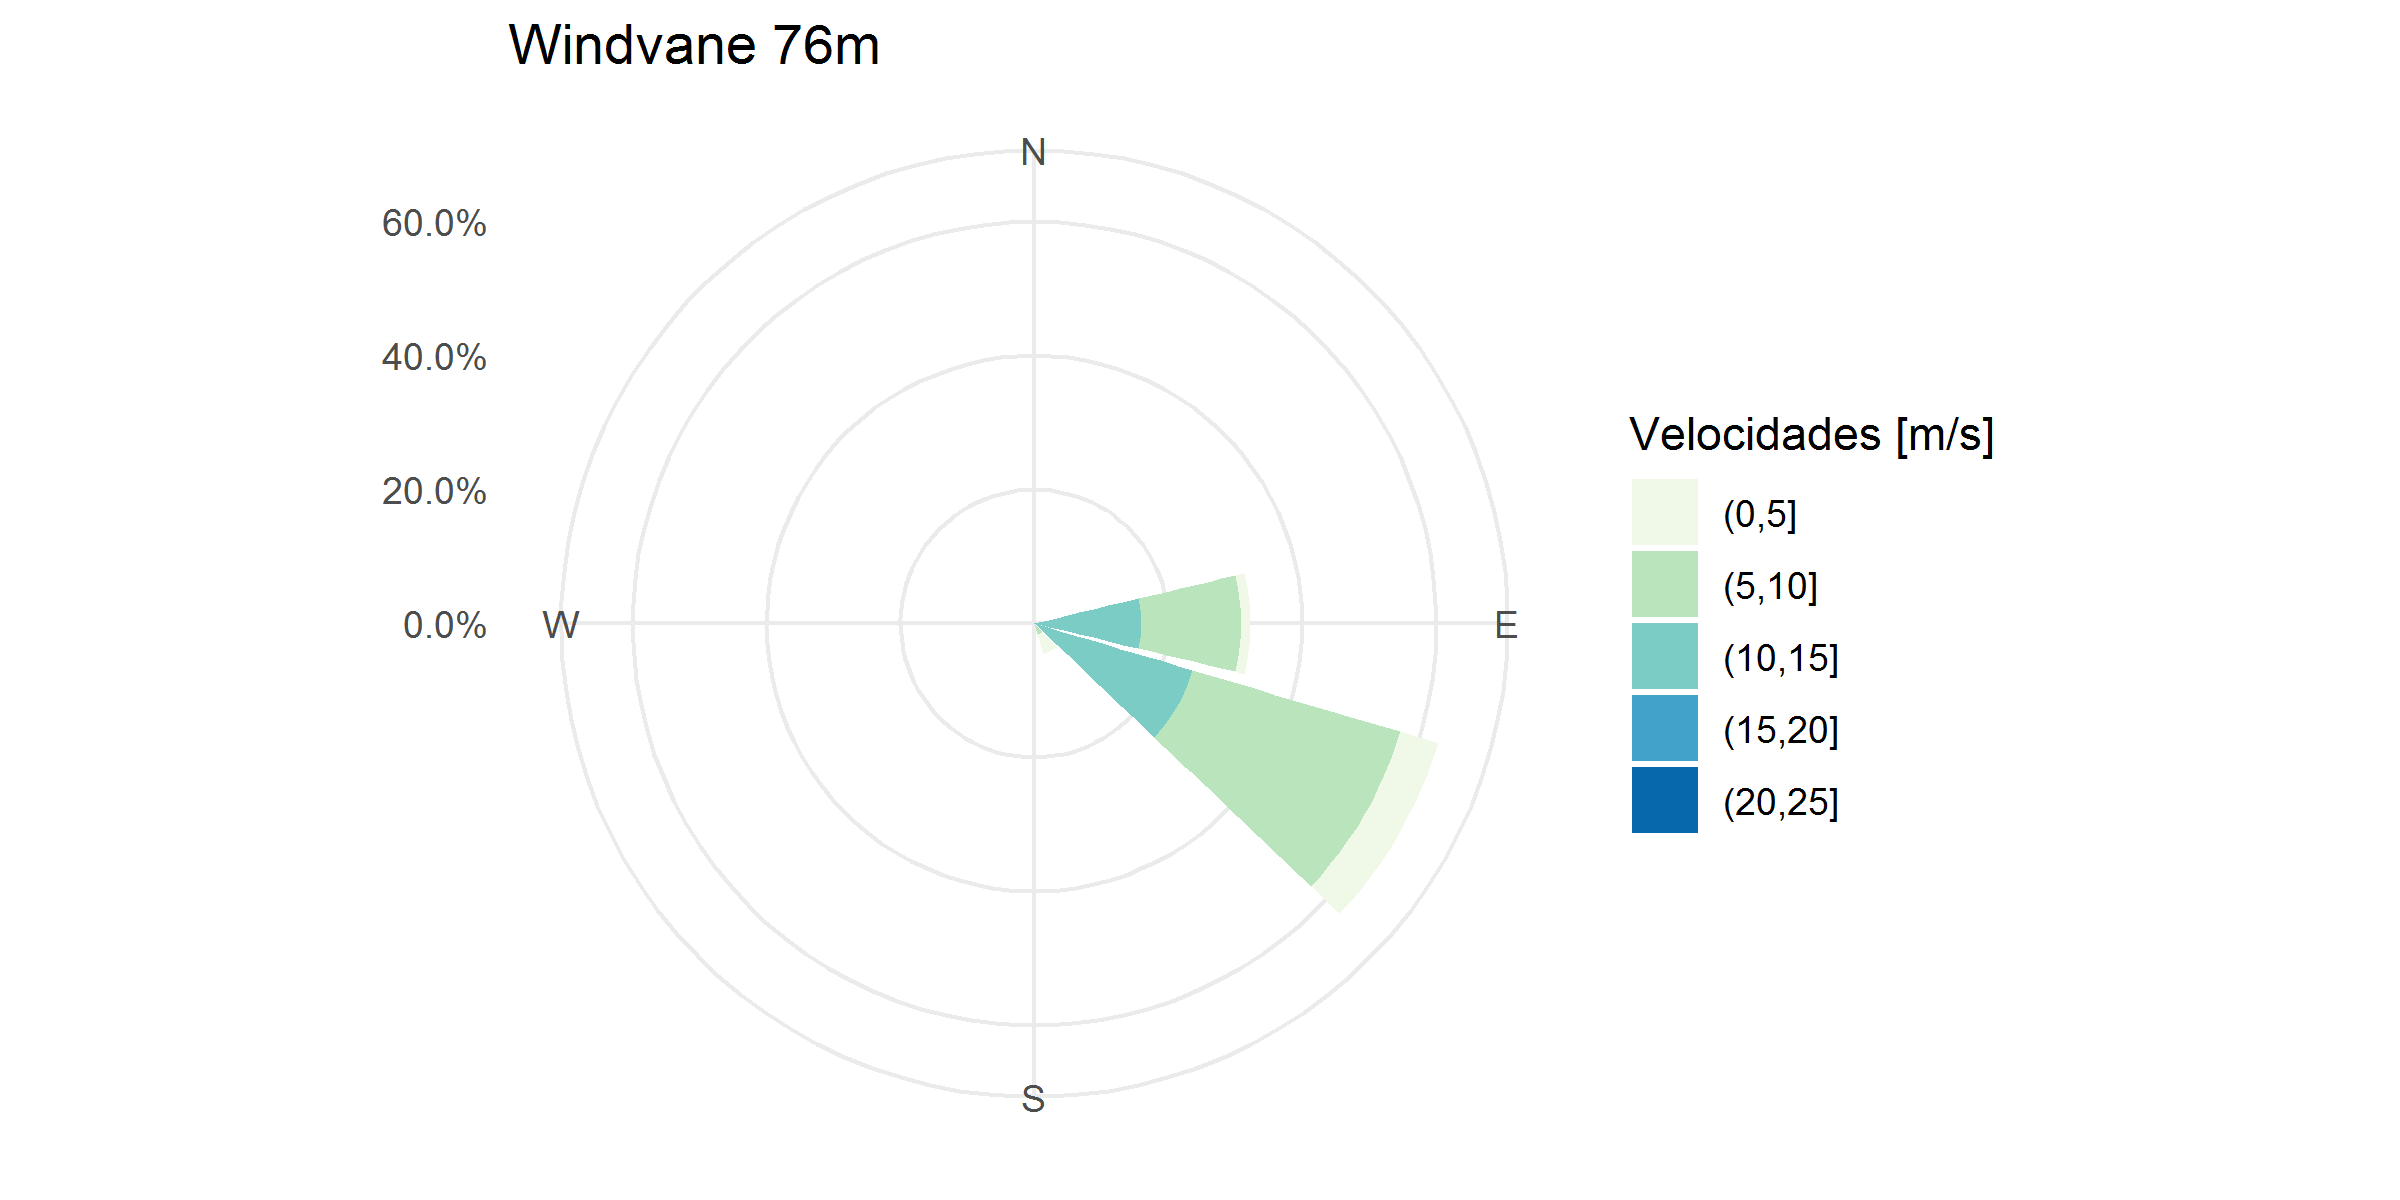 Windvane 76m
N
60.0%
40.0%
20.0%
0.0%
W
E
S
Velocidades [m/s]
(0,5]
(5,10]
(10,15]
(15,20]
(20,25]